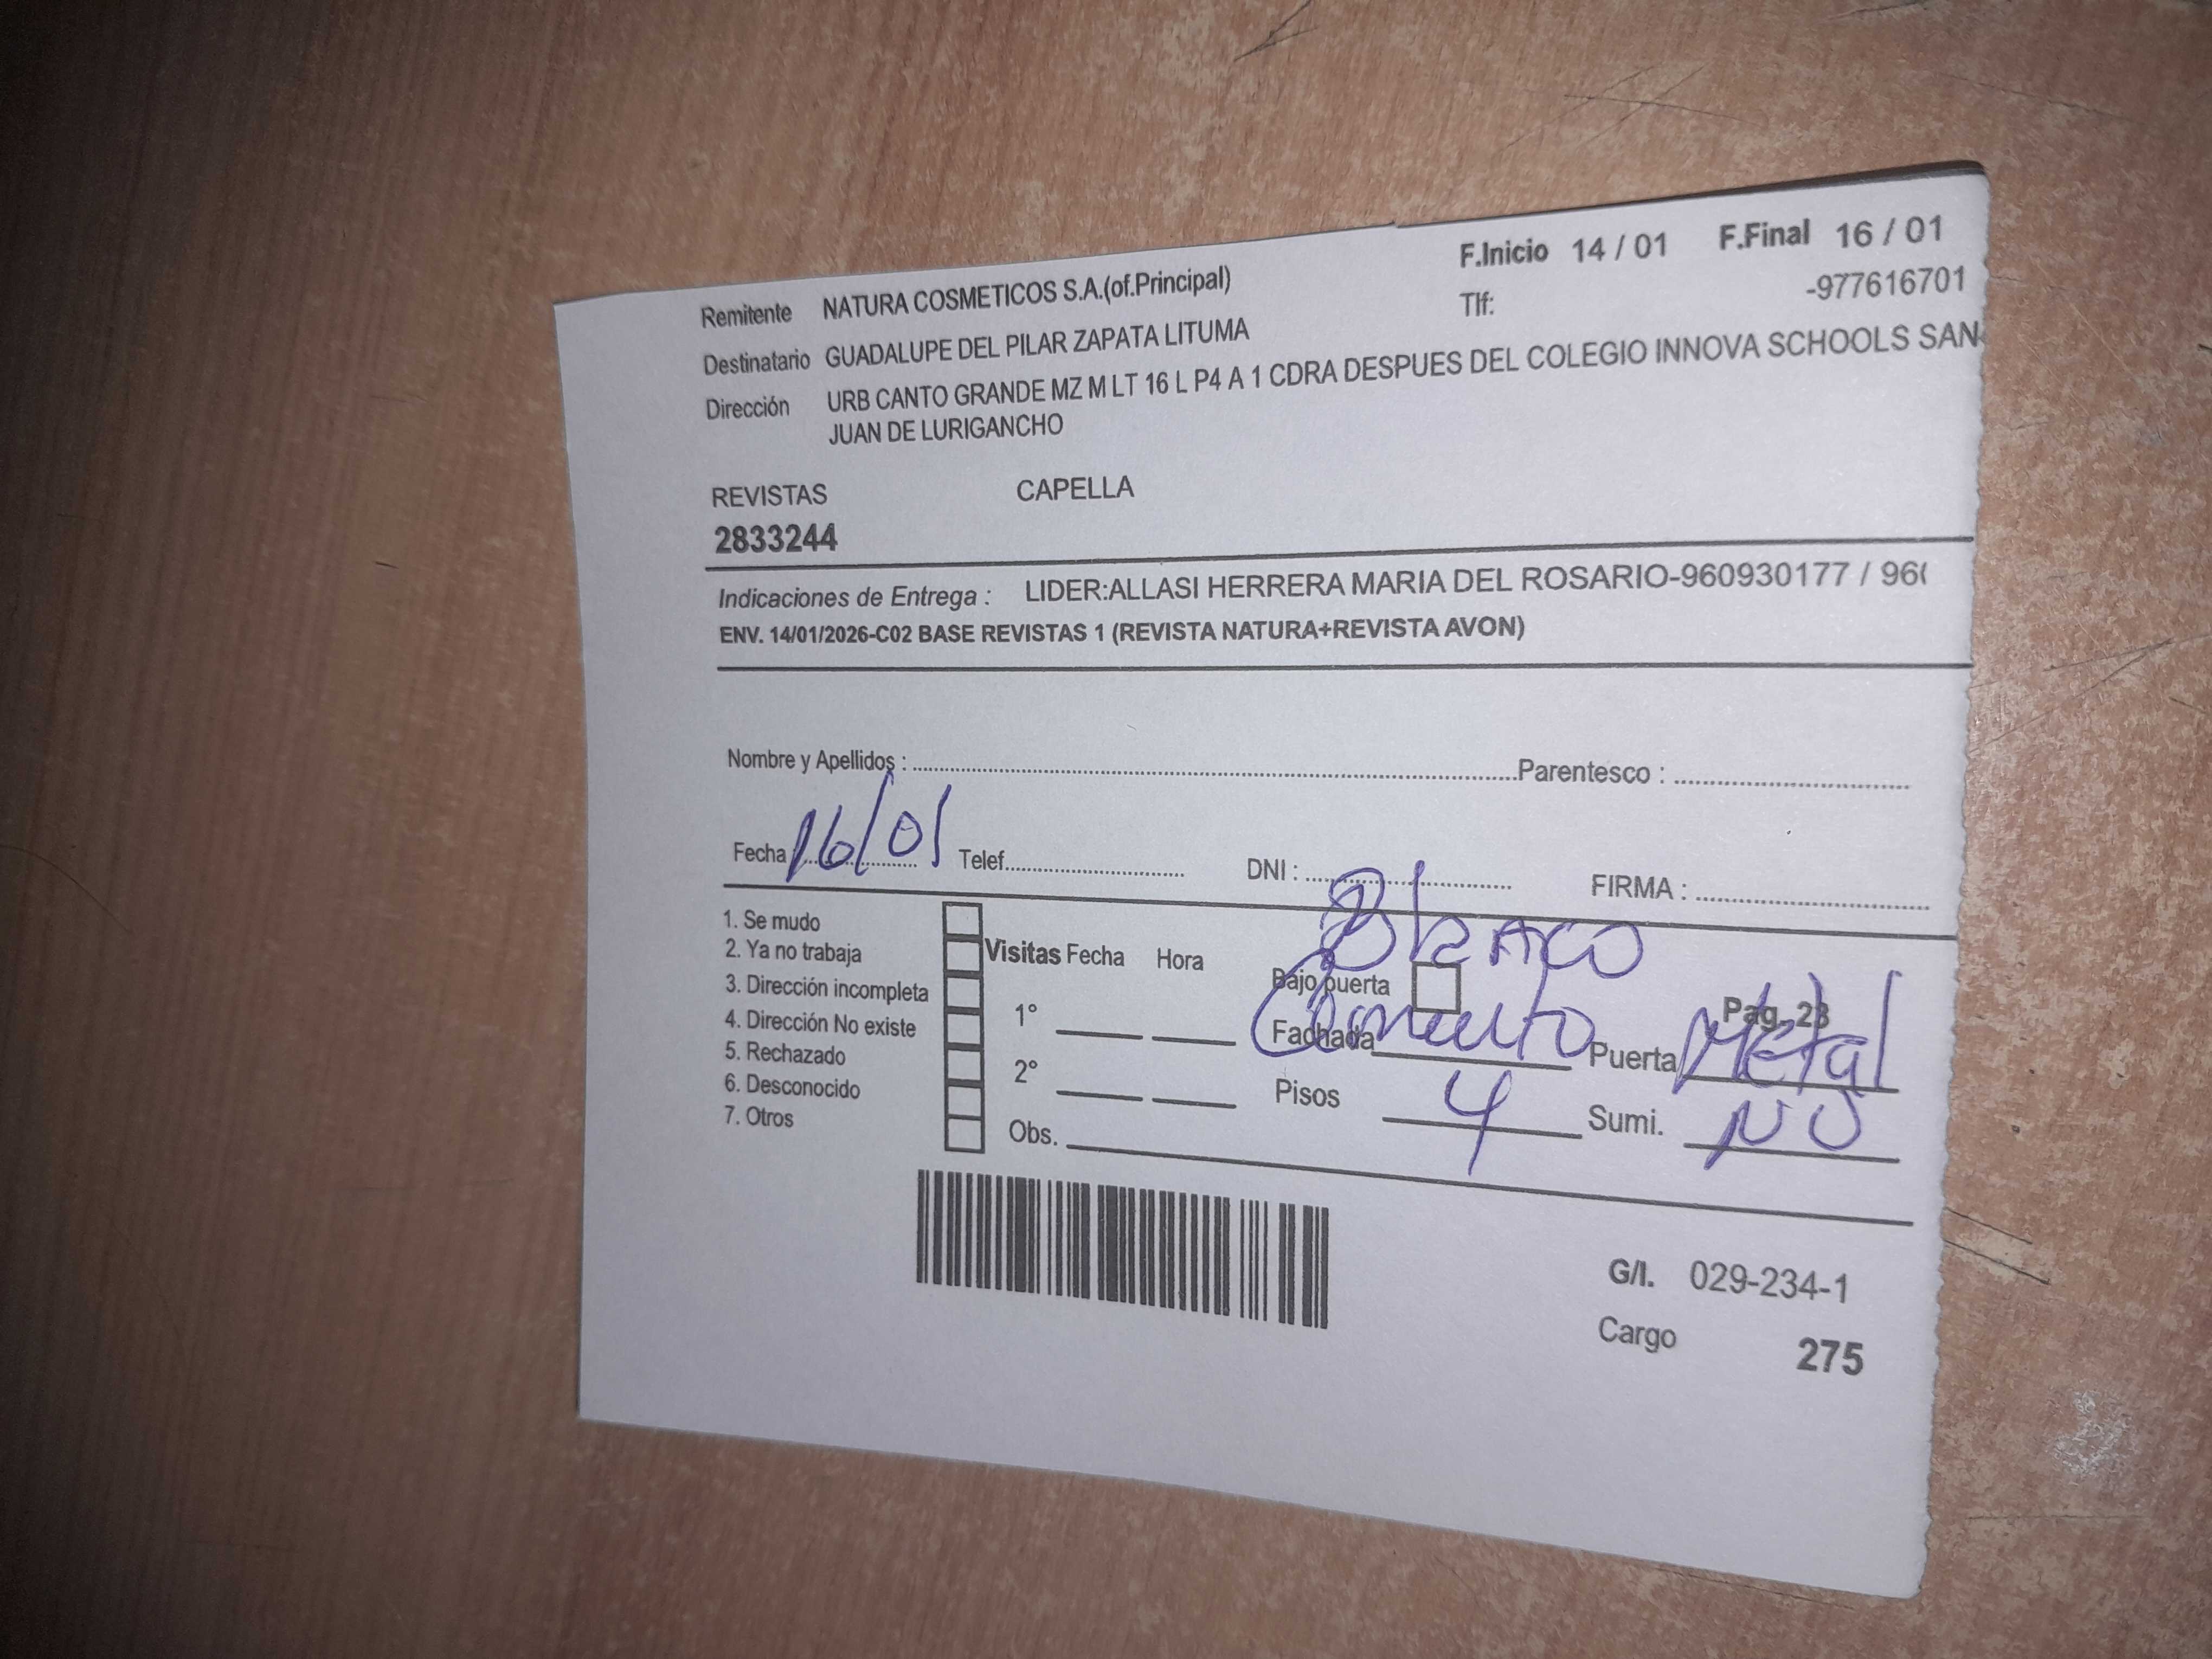 F.Inicio 14 / 01 F.Final 16 / 01
Remitente NATURA COSMETICOS S.A.(of.Principal) Tlf: -977616701
Destinatario GUADALUPE DEL PILAR ZAPATA LITUMA
Dirección URB CANTO GRANDE MZ M LT 16 L P4 A 1 CDRA DESPUES DEL COLEGIO INNOVA SCHOOLS SAN
JUAN DE LURIGANCHO
REVISTAS CAPELLA
2833244
Indicaciones de Entrega : LIDER:ALLASI HERRERA MARIA DEL ROSARIO-960930177 / 96
ENV. 14/01/2026-C02 BASE REVISTAS 1 (REVISTA NATURA+REVISTA AVON)
Nombre y Apellidos : Parentesco :
Fecha 16/01 Telef. DNI : FIRMA :
1. Se mudo
2. Ya no trabaja Visitas Fecha Hora
3. Dirección incompleta Bajo puerta Pag. 23
4. Dirección No existe 1° Fachada Cemento Puerta Metal
5. Rechazado
6. Desconocido 2° Pisos 4 Sumi. NO
7. Otros Obs.
G/I. 029-234-1
Cargo 275